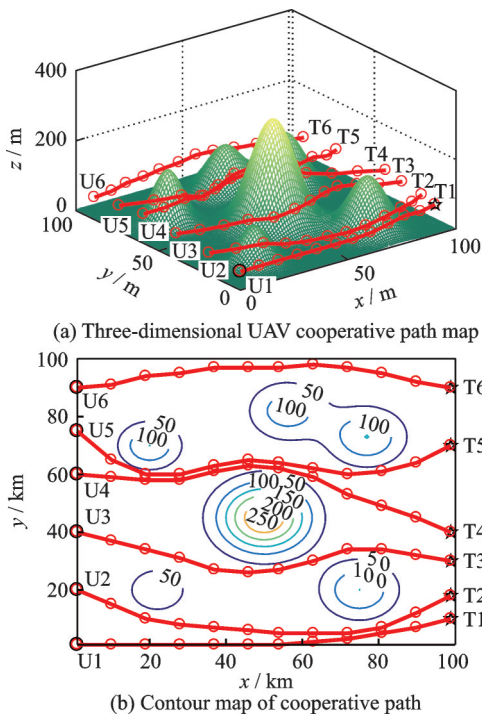 400
z / m
200
0
100
y / m
50
0
0
50
x / m
100
U6
U5
U4
U3
U2
U1
T6
T5
T4
T3
T2
T1
(a) Three-dimensional UAV cooperative path map
100
80
60
40
20
y / km
U6
U5
U4
U3
U2
U1
50
100
50
100
50
100
100
50
150
200
250
50
50
100
T6
T5
T4
T3
T2
T1
20
40
60
80
100
x / km
(b) Contour map of cooperative path